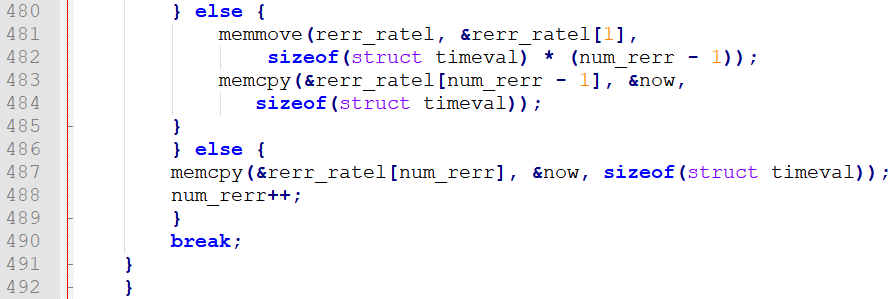 480 } else {
481 memmove(rerr_ratel, &rerr_ratel[1],
482 sizeof(struct timeval) * (num_rerr - 1));
483 memcpy(&rerr_ratel[num_rerr - 1], &now,
484 sizeof(struct timeval));
485 }
486 } else {
487 memcpy(&rerr_ratel[num_rerr], &now, sizeof(struct timeval));
488 num_rerr++;
489 }
490 break;
491 }
492 }